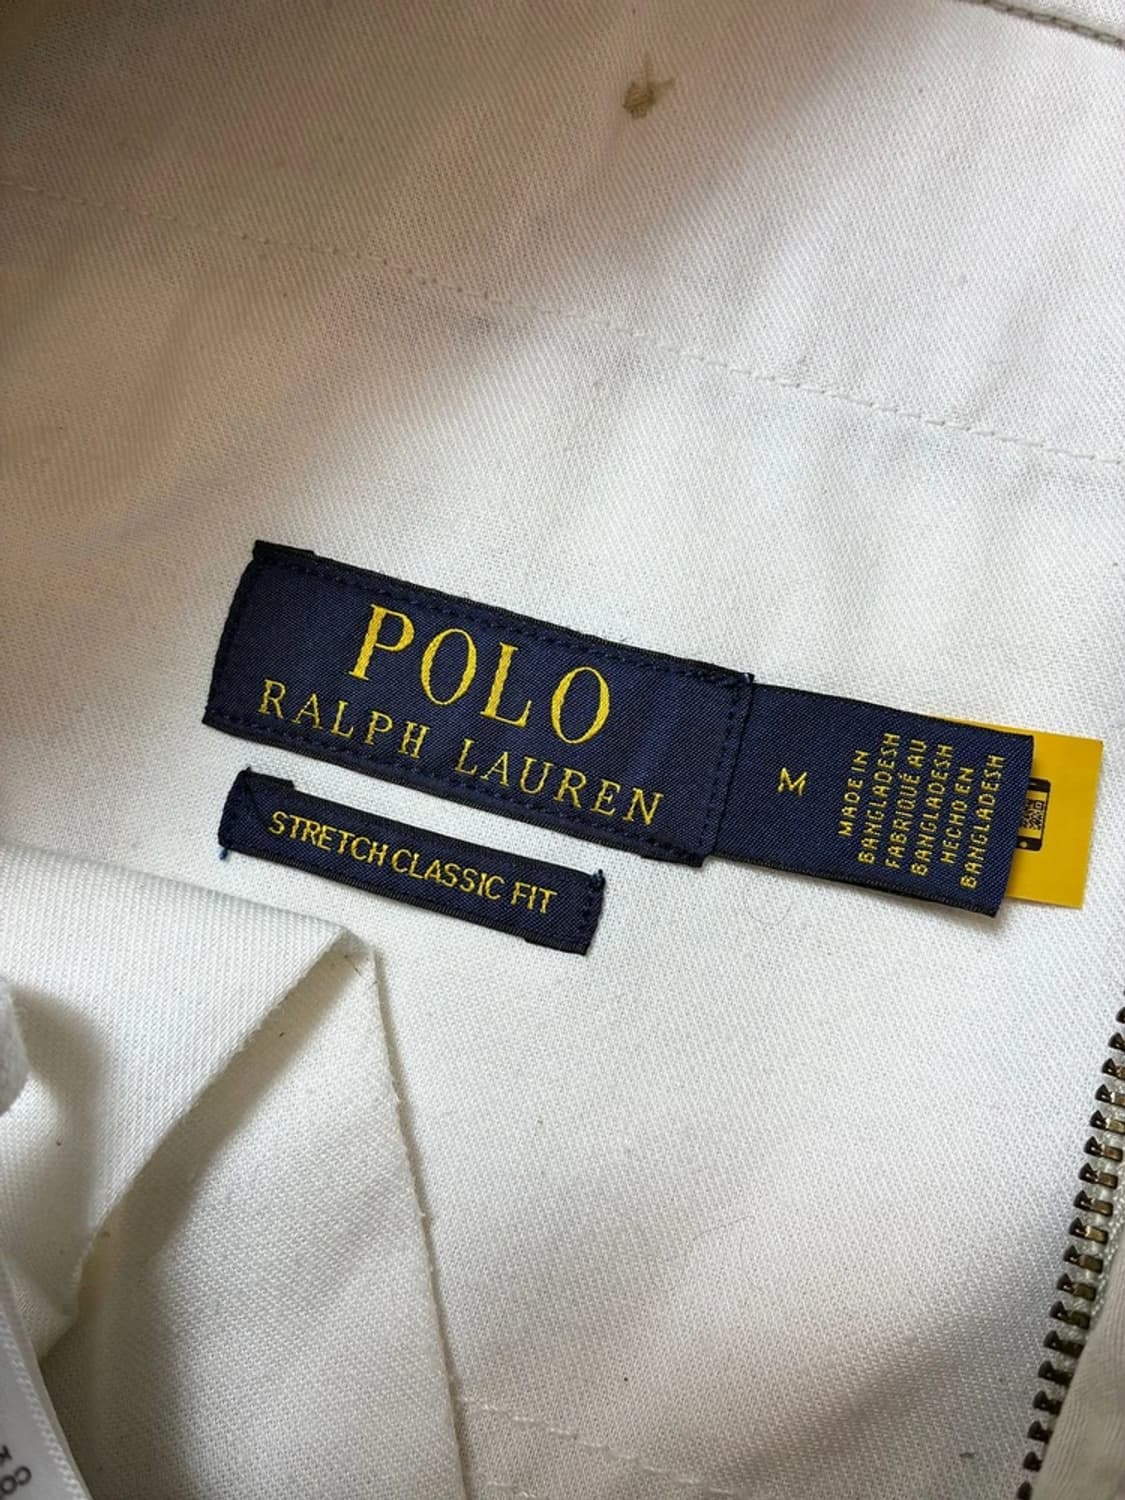 POLO
RALPH LAUREN
STRETCH CLASSIC FIT
M
MADE IN
BANGLADESH
FABRIQUÉ AU
BANGLADESH
HECHO EN
BANGLADESH